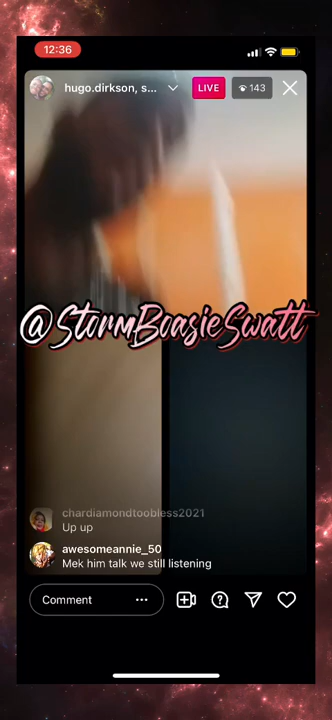 12:36
hugo.dirkson, s...
LIVE
143
@StormBoasieSwatt
chardiamondtoobless2021
Up up
awesomeannie_50
Mek him talk we still listening
Comment